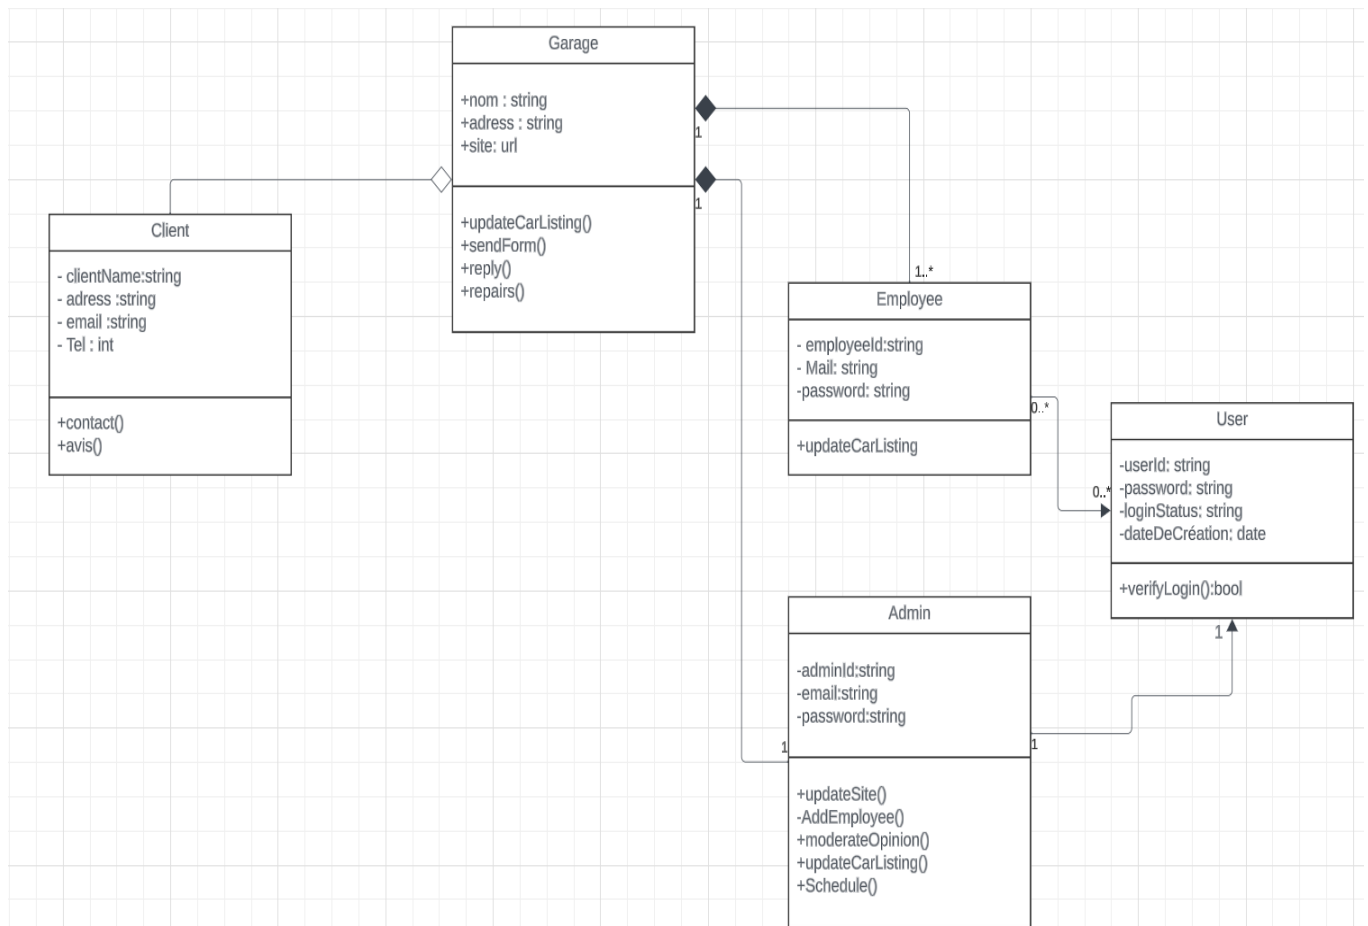 Garage
+nom : string
+adress : string
+site: url
+updateCarListing()
+sendForm()
+reply()
+repairs()
1
1
Client
- clientName:string
- adress :string
- email :string
- Tel : int
+contact()
+avis()
1..*
Employee
- employeeId:string
- Mail: string
-password: string
+updateCarListing
0..*
0..*
User
-userId: string
-password: string
-loginStatus: string
-dateDeCréation: date
+verifyLogin():bool
1
Admin
-adminId:string
-email:string
-password:string
1
1
+updateSite()
-AddEmployee()
+moderateOpinion()
+updateCarListing()
+Schedule()